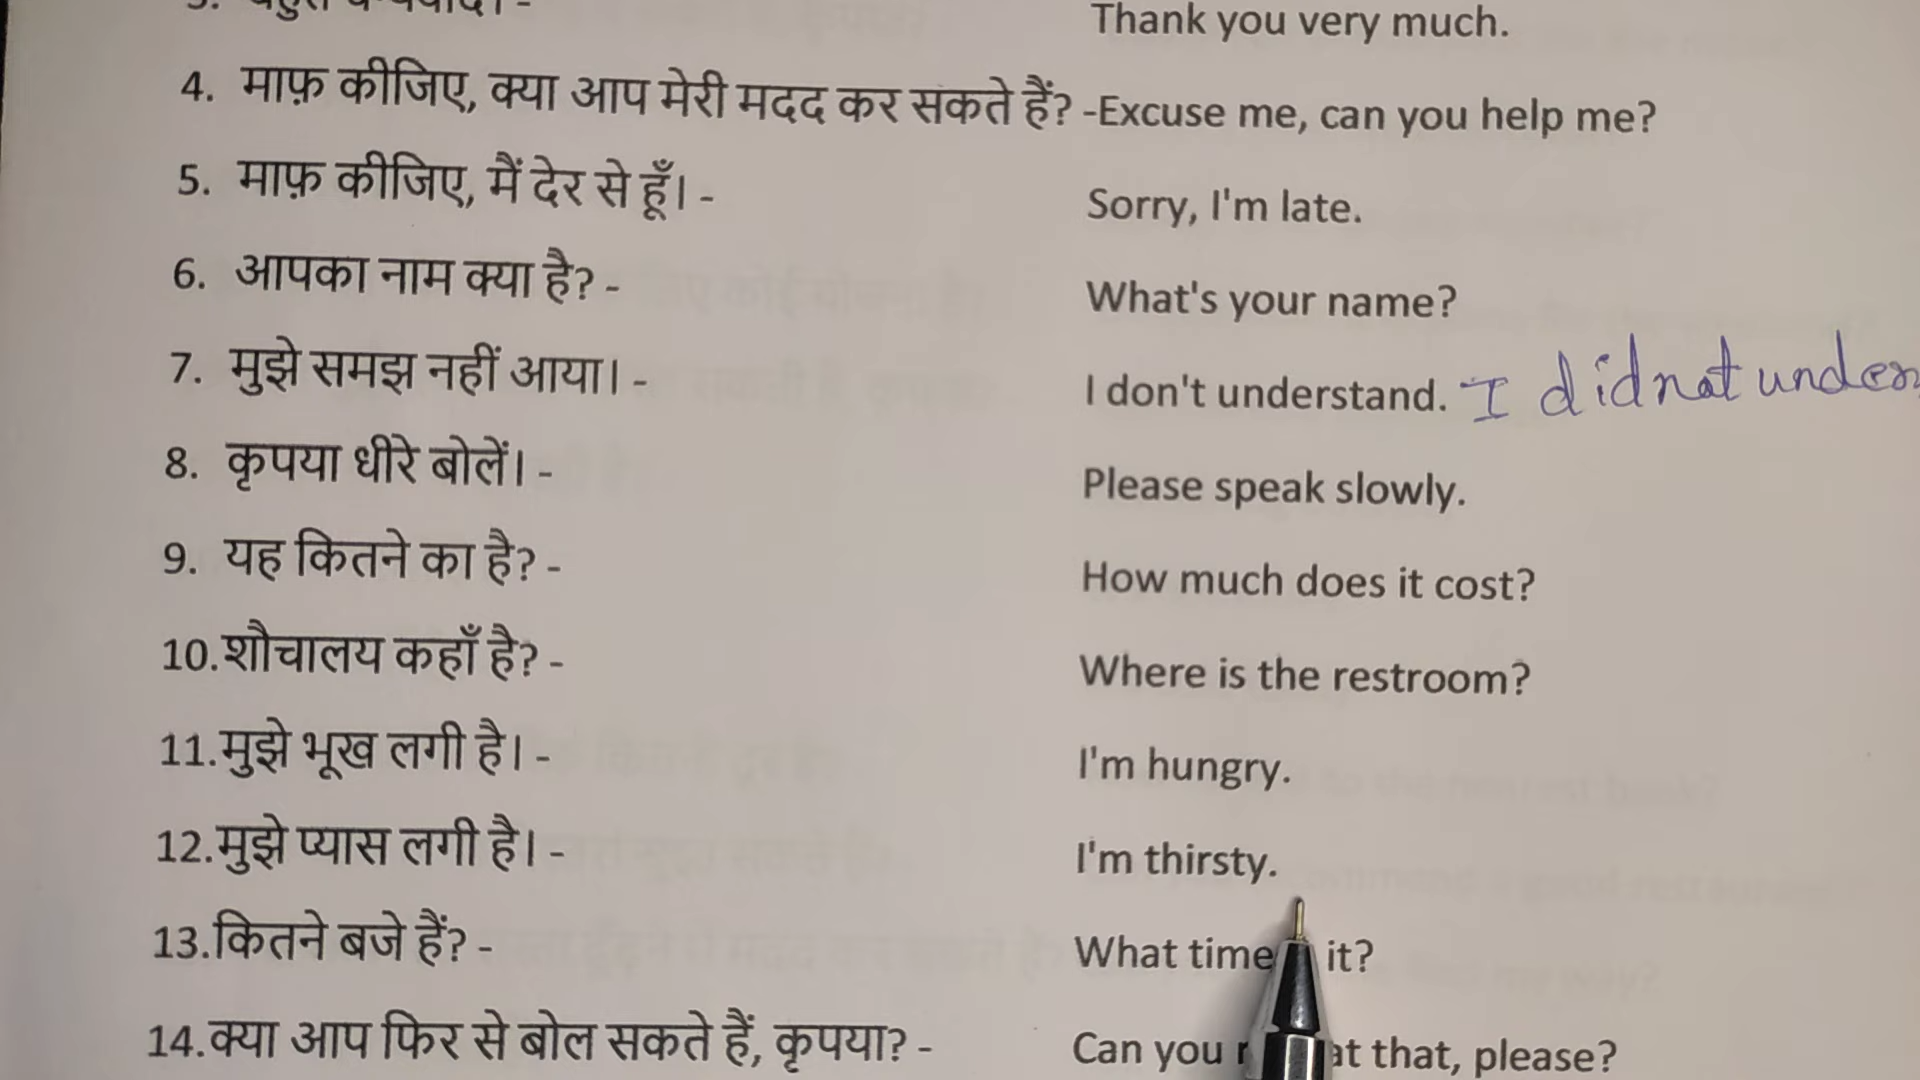 Thank you very much.
4. माफ़ कीजिए, क्या आप मेरी मदद कर सकते हैं? -Excuse me, can you help me?
5. माफ़ कीजिए, मैं देर से हूँ। - Sorry, I'm late.
6. आपका नाम क्या है? - What's your name?
7. मुझे समझ नहीं आया। - I don't understand. I did not
8. कृपया धीरे बोलें। - Please speak slowly.
9. यह कितने का है? - How much does it cost?
10. शौचालय कहाँ है? - Where is the restroom?
11. मुझे भूख लगी है। - I'm hungry.
12. मुझे प्यास लगी है। - I'm thirsty.
13. कितने बजे हैं? - What time it?
14. क्या आप फिर से बोल सकते हैं, कृपया? - Can you that, please?